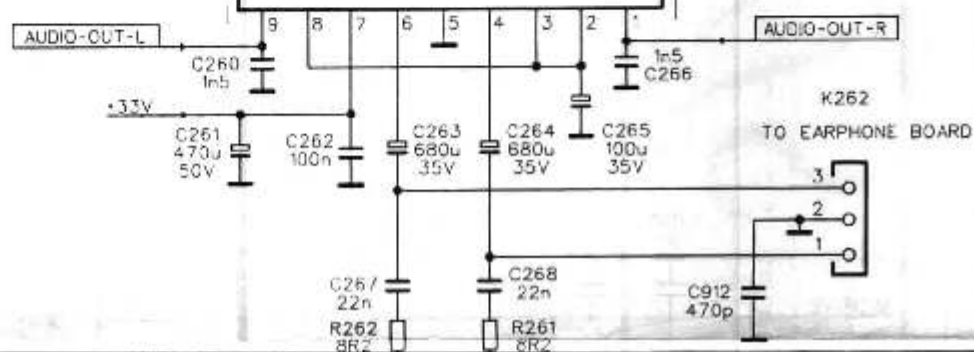 9 8 7 6 5 4 3 2 1
AUDIO-OUT-L
AUDIO-OUT-R
C260
1n5
1n5
C266
K262
TO EARPHONE BOARD
+33V
C261
470u
50V
C262
100n
C263
680u
35V
C264
680u
35V
C265
100u
35V
3
2
1
C267
22n
C268
22n
C912
470p
R262
8R2
R261
8R2